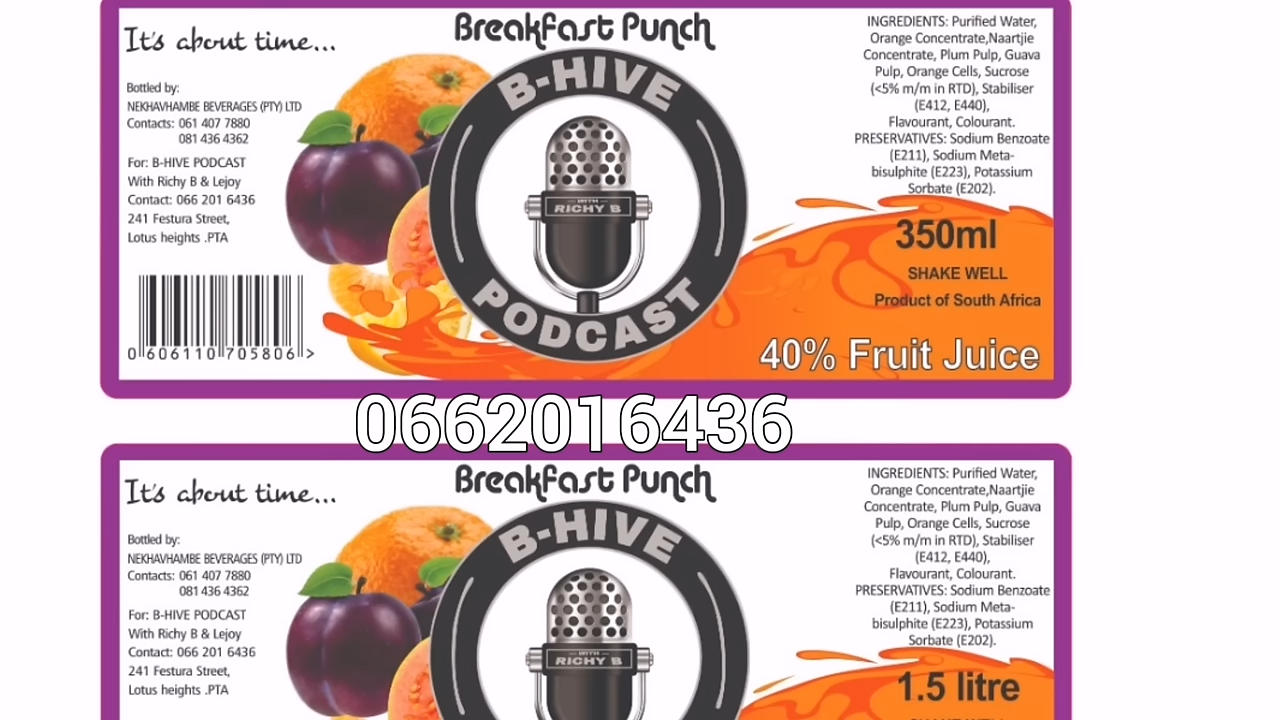 It's about time...
Bottled by:
NEKHAVHAMBE BEVERAGES (PTY) LTD
Contacts: 061 407 7880
081 436 4362
For: B-HIVE PODCAST
With Richy B & Lejoy
Contact: 066 201 6436
241 Festura Street,
Lotus heights .PTA
0 606110 705806 >
Breakfast Punch
B-HIVE
WITH
RICHY B
PODCAST
INGREDIENTS: Purified Water,
Orange Concentrate,Naartjie
Concentrate, Plum Pulp, Guava
Pulp, Orange Cells, Sucrose
(<5% m/m in RTD), Stabiliser
(E412, E440),
Flavourant, Colourant.
PRESERVATIVES: Sodium Benzoate
(E211), Sodium Meta-
bisulphite (E223), Potassium
Sorbate (E202).
350ml
SHAKE WELL
Product of South Africa
40% Fruit Juice
0662016436
It's about time...
Bottled by:
NEKHAVHAMBE BEVERAGES (PTY) LTD
Contacts: 061 407 7880
081 436 4362
For: B-HIVE PODCAST
With Richy B & Lejoy
Contact: 066 201 6436
241 Festura Street,
Lotus heights .PTA
Breakfast Punch
B-HIVE
WITH
RICHY B
INGREDIENTS: Purified Water,
Orange Concentrate,Naartjie
Concentrate, Plum Pulp, Guava
Pulp, Orange Cells, Sucrose
(<5% m/m in RTD), Stabiliser
(E412, E440),
Flavourant, Colourant.
PRESERVATIVES: Sodium Benzoate
(E211), Sodium Meta-
bisulphite (E223), Potassium
Sorbate (E202).
1.5 litre